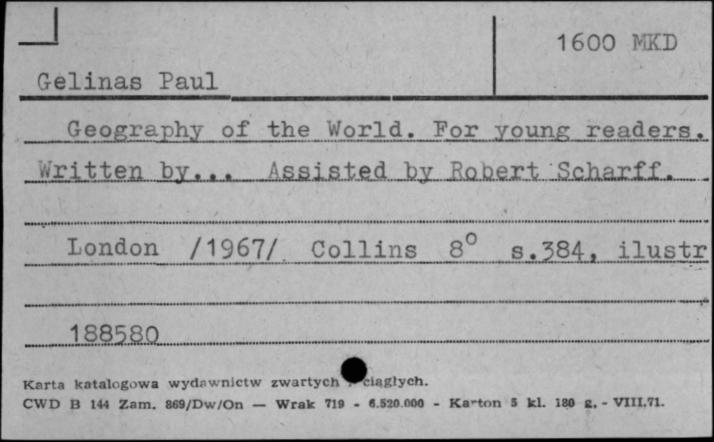 1600 MKD
Gelinas Paul
Geography of the World. For young readers.
Written by... Assisted by Robert Scharff.
London /1967/ Collins 8° s.384, ilustr
188580
Karta katalogowa wydawnictw zwartych ciągłych.
CWD B 144 Zam. 869/Dw/On — Wrak 719 - 6.520.000 - Karton 5 kl. 180 g. - VIII.71.